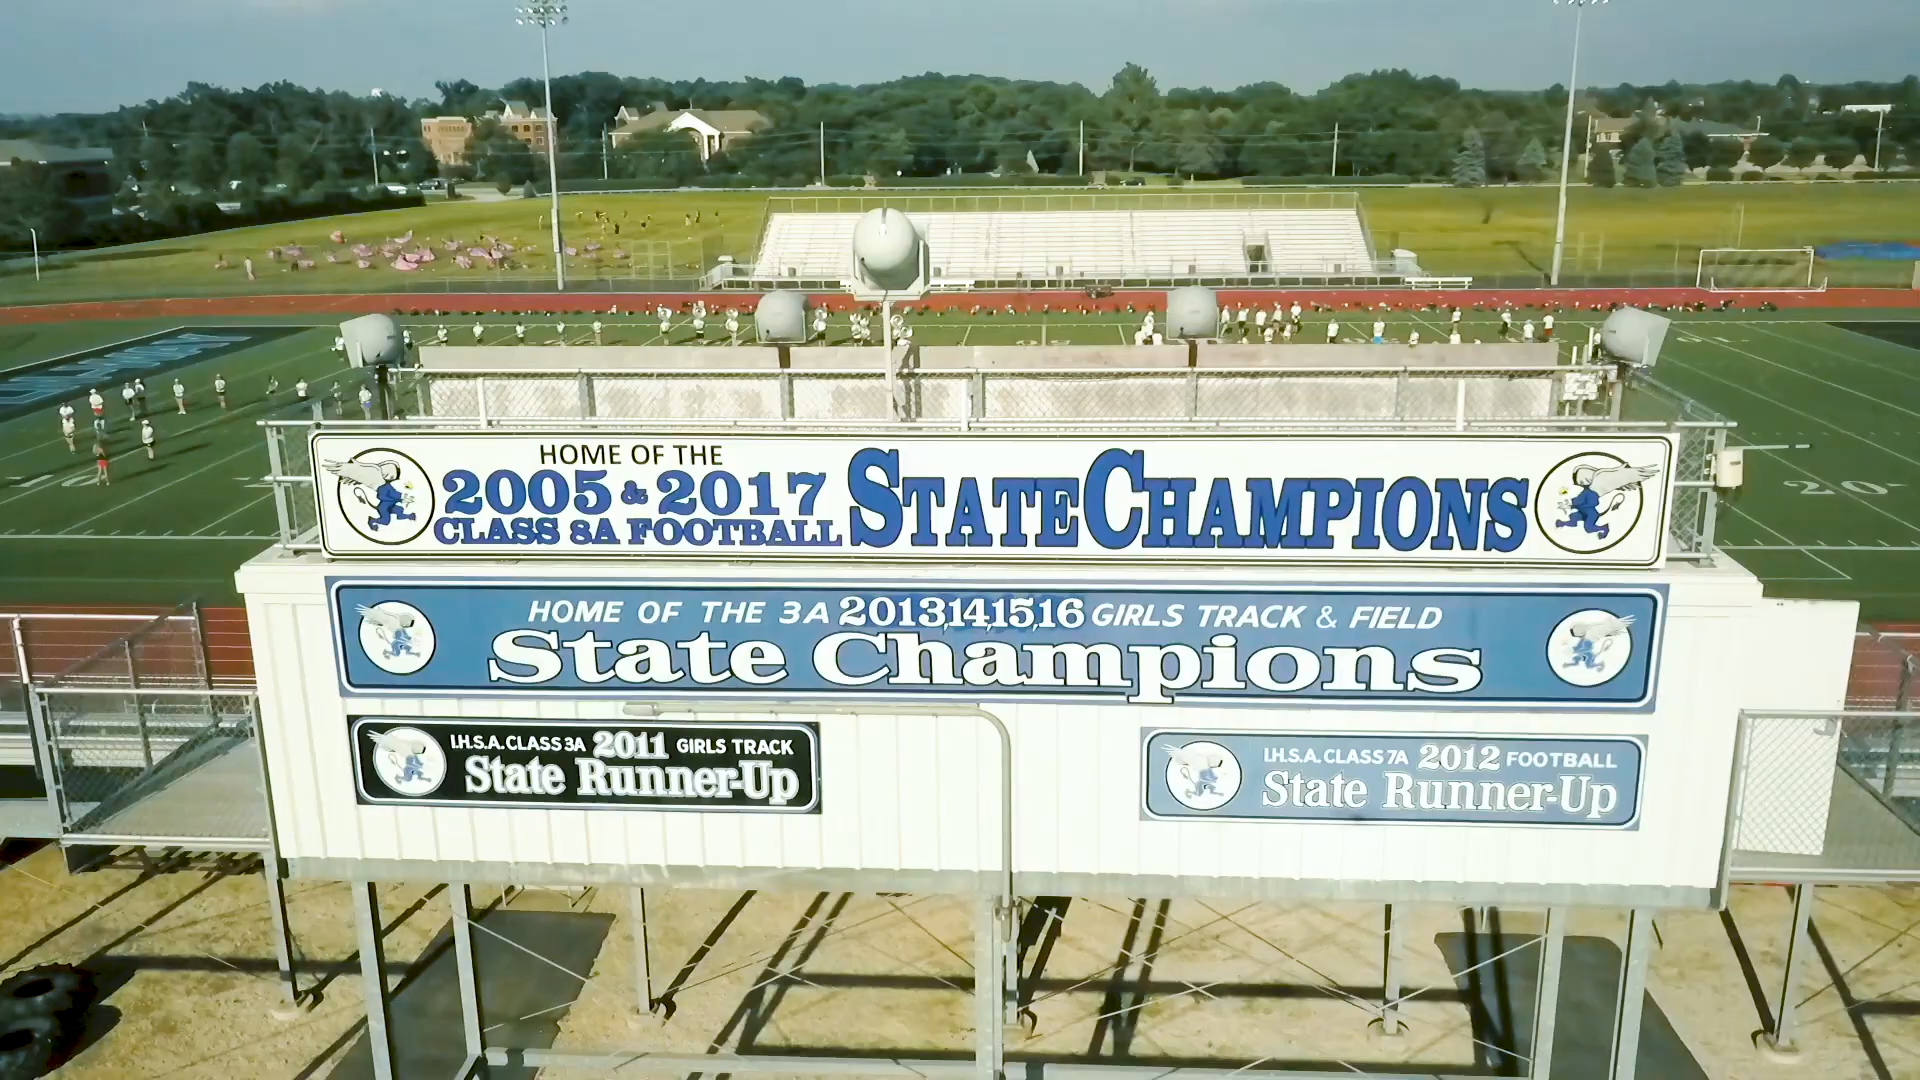 HOME OF THE
2005 & 2017
CLASS 8A FOOTBALL
STATE CHAMPIONS
HOME OF THE 3A 2013,14,15,16 GIRLS TRACK & FIELD
State Champions
I.H.S.A. CLASS 3A 2011 GIRLS TRACK
State Runner-Up
I.H.S.A. CLASS 7A 2012 FOOTBALL
State Runner-Up
20